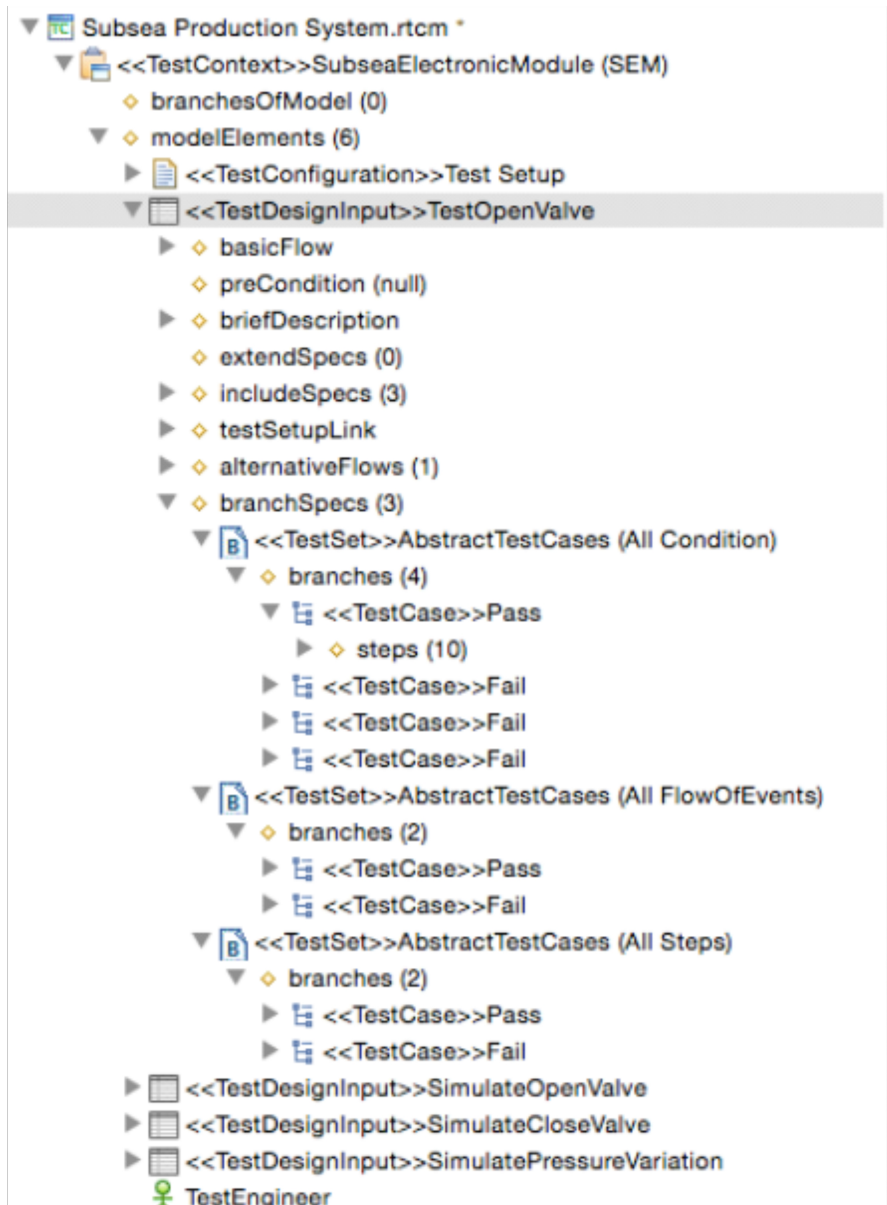 Subsea Production System.rtcm *
<<TestContext>>SubseaElectronicModule (SEM)
branchesOfModel (0)
modelElements (6)
<<TestConfiguration>>Test Setup
<<TestDesignInput>>TestOpenValve
basicFlow
preCondition (null)
briefDescription
extendSpecs (0)
includeSpecs (3)
testSetupLink
alternativeFlows (1)
branchSpecs (3)
<<TestSet>>AbstractTestCases (All Condition)
branches (4)
<<TestCase>>Pass
steps (10)
<<TestCase>>Fail
<<TestCase>>Fail
<<TestCase>>Fail
<<TestSet>>AbstractTestCases (All FlowOfEvents)
branches (2)
<<TestCase>>Pass
<<TestCase>>Fail
<<TestSet>>AbstractTestCases (All Steps)
branches (2)
<<TestCase>>Pass
<<TestCase>>Fail
<<TestDesignInput>>SimulateOpenValve
<<TestDesignInput>>SimulateCloseValve
<<TestDesignInput>>SimulatePressureVariation
TestEngineer